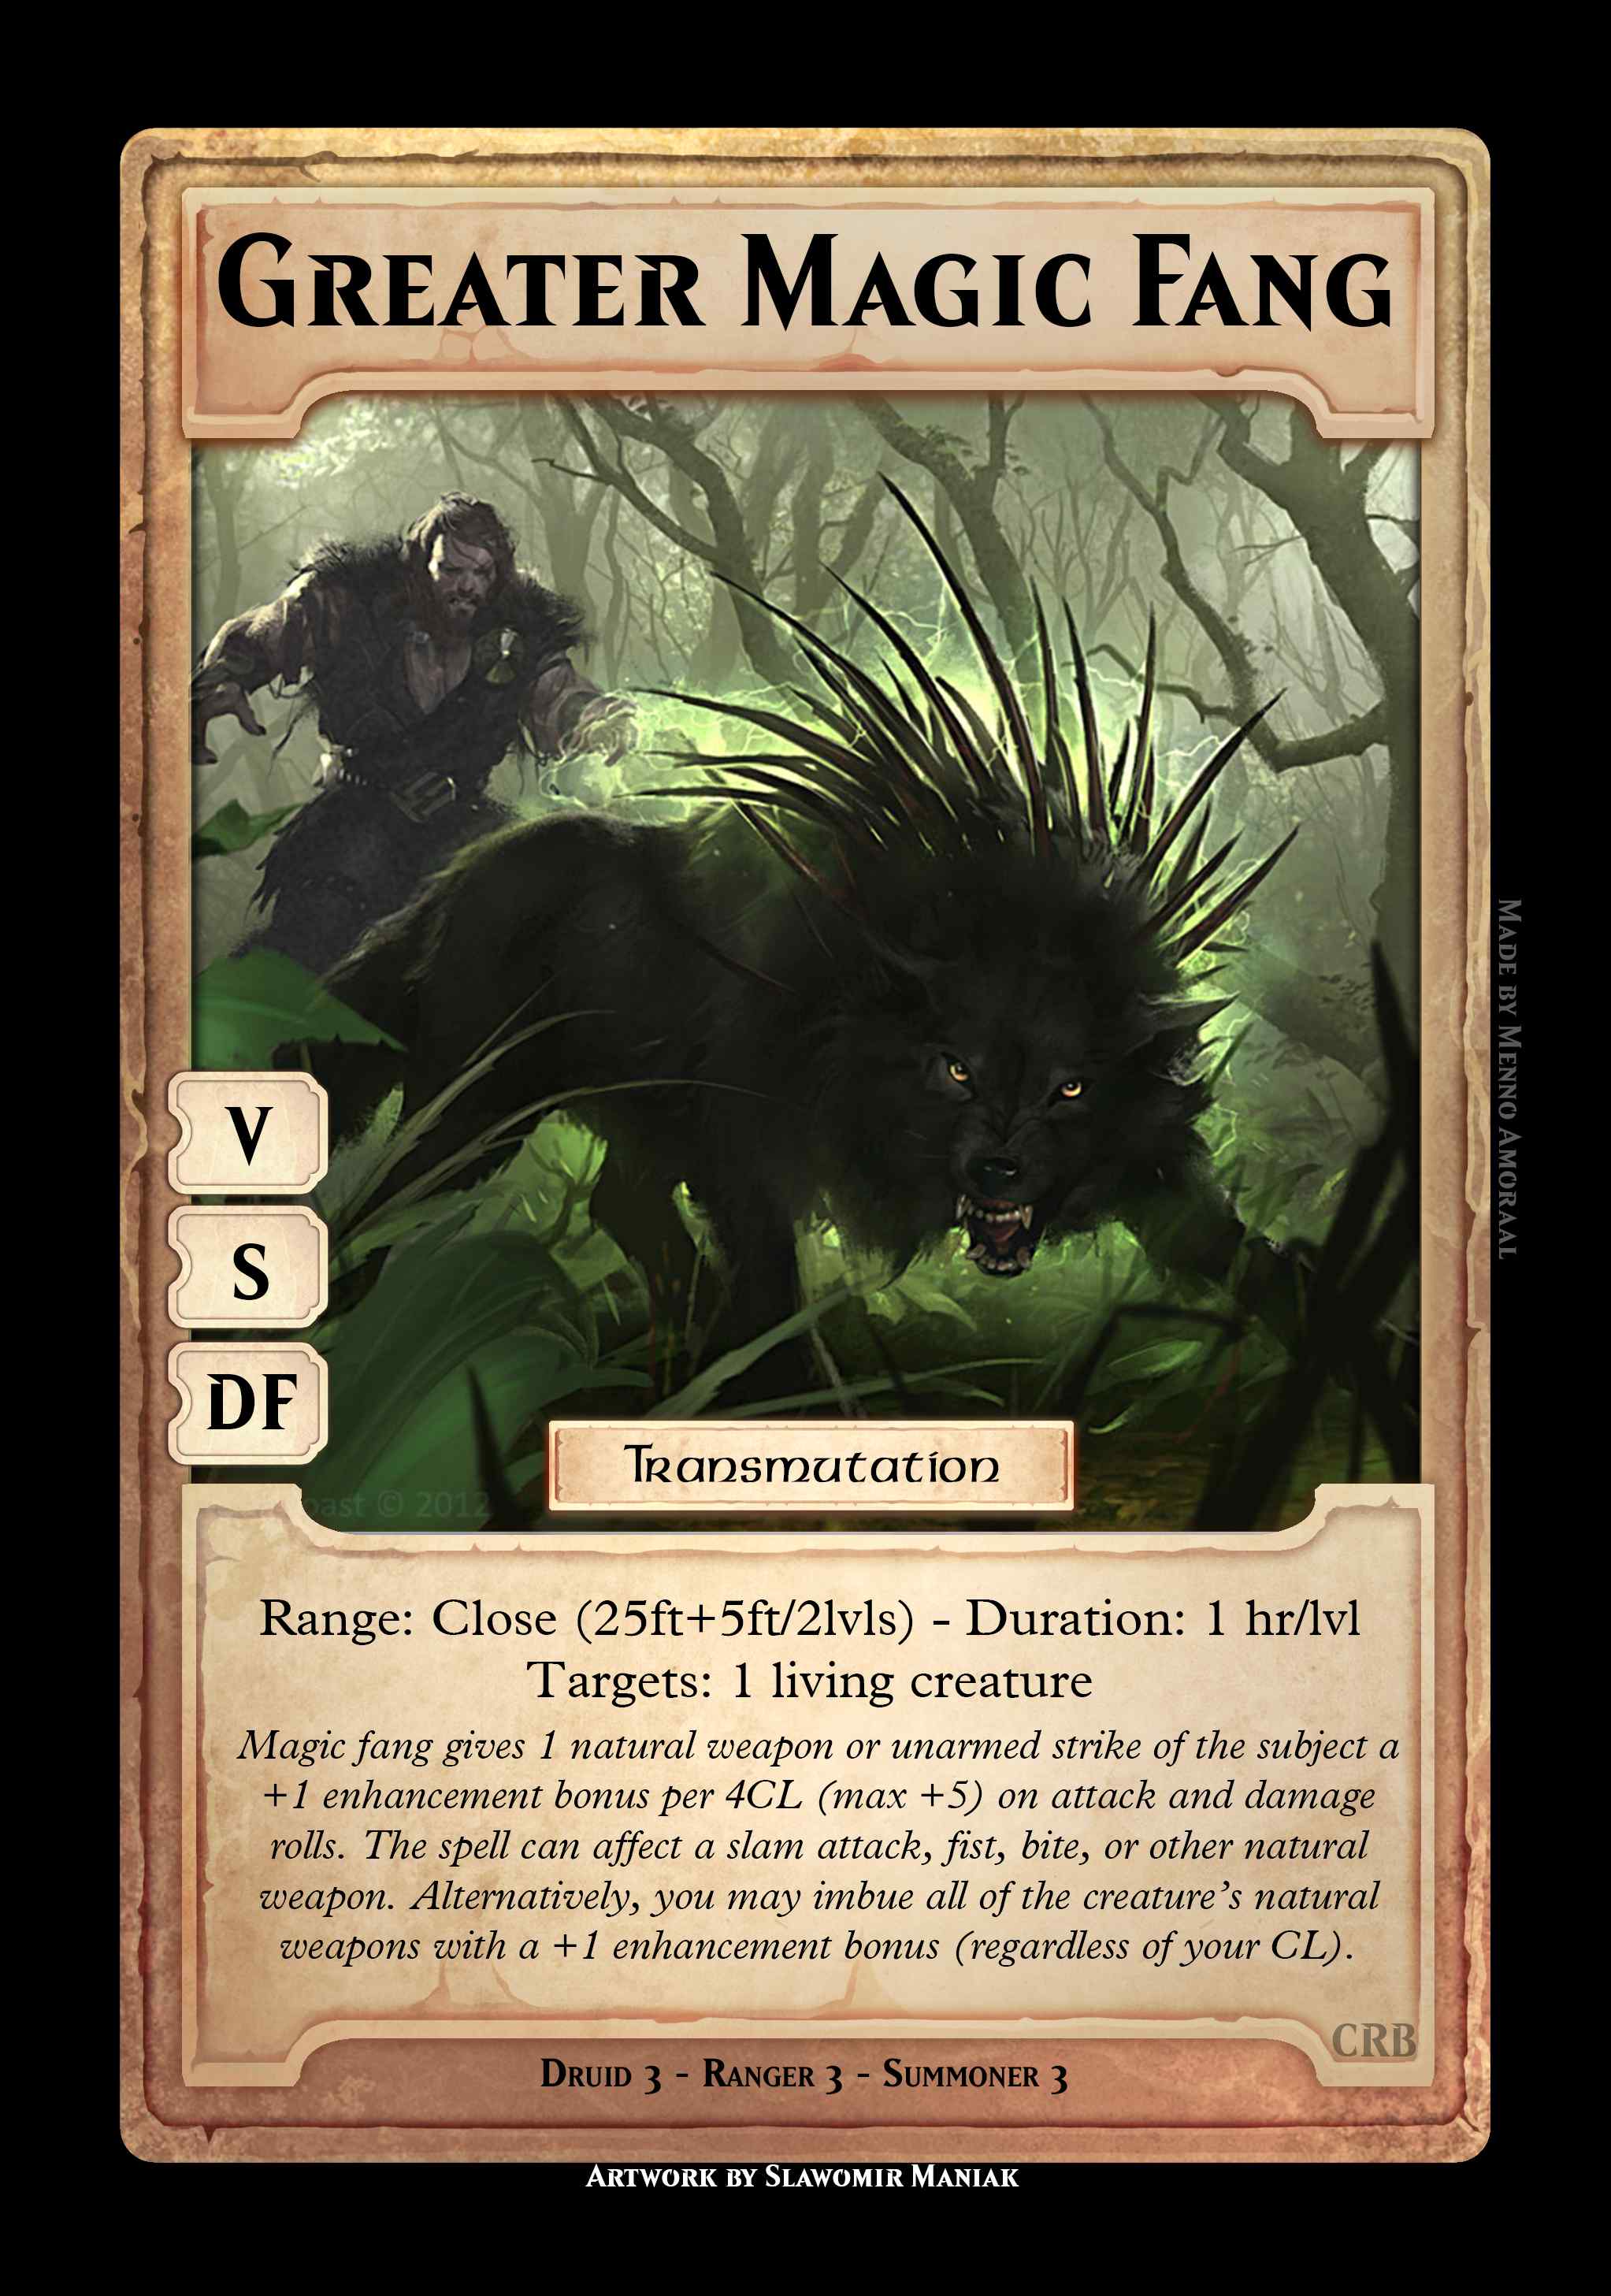 Greater Magic Fang
Made by Menno Amoraal
V
S
DF
Transmutation
ast © 2012
Range: Close (25ft+5ft/2lvls) - Duration: 1 hr/lvl
Targets: 1 living creature
Magic fang gives 1 natural weapon or unarmed strike of the subject a
+1 enhancement bonus per 4CL (max +5) on attack and damage
rolls. The spell can affect a slam attack, fist, bite, or other natural
weapon. Alternatively, you may imbue all of the creature's natural
weapons with a +1 enhancement bonus (regardless of your CL).
CRB
Druid 3 - Ranger 3 - Summoner 3
Artwork by Slawomir Maniak